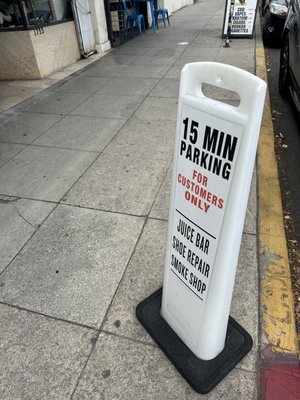 15 MIN
PARKING
FOR
CUSTOMERS
ONLY
JUICE BAR
SHOE REPAIR
SMOKE SHOP